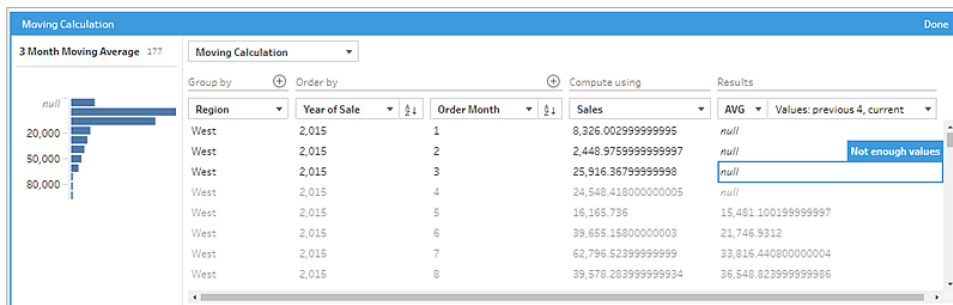 Moving Calculation Done
3 Month Moving Average 177
Moving Calculation
Group by Order by Compute using Results
Region Year of Sale Order Month Sales AVG Values: previous 4, current
null
20,000
50,000
80,000
West 2,015 1 8,326.002999999995 null
West 2,015 2 2,448.9759999999997 null Not enough values
West 2,015 3 25,916.36799999998 null
West 2,015 4 24,548.418000000005 null
West 2,015 5 16,165.736 15,481.100199999997
West 2,015 6 39,655.15800000003 21,746.9312
West 2,015 7 62,796.52399999999 33,816.440800000004
West 2,015 8 39,578.283999999934 36,548.823999999986